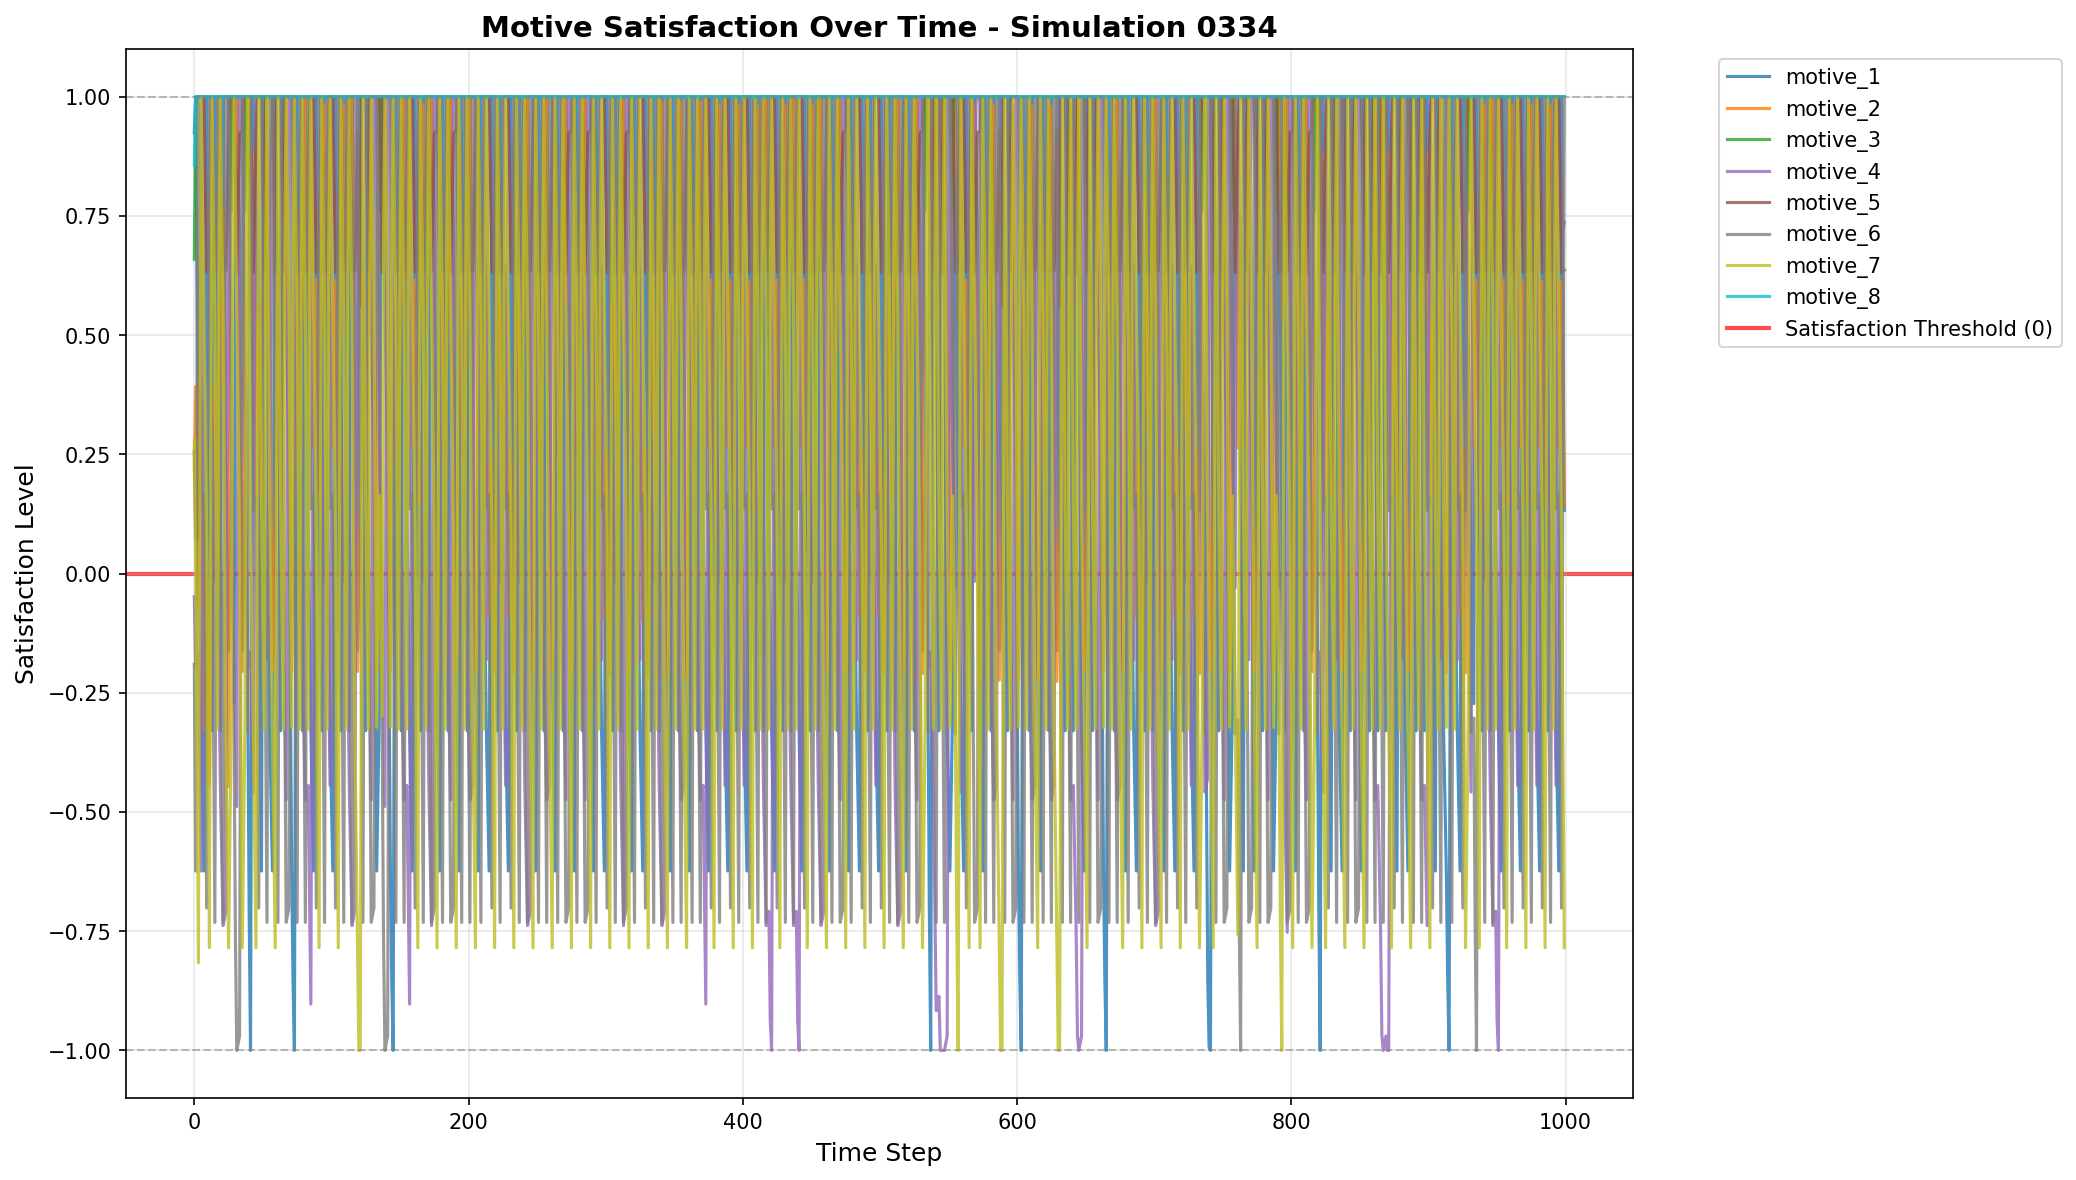 Motive Satisfaction Over Time - Simulation 0334
Satisfaction Level
1.00
0.75
0.50
0.25
0.00
−0.25
−0.50
−0.75
−1.00
0
200
400
600
800
1000
Time Step
motive_1
motive_2
motive_3
motive_4
motive_5
motive_6
motive_7
motive_8
Satisfaction Threshold (0)